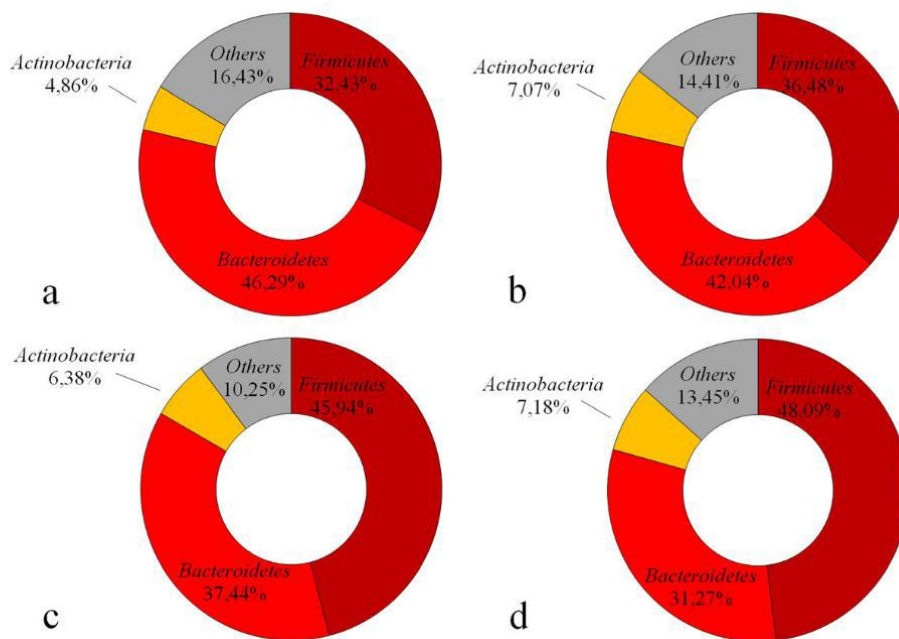 Actinobacteria
4,86%
Others
16,43%
Firmicutes
32,43%
Bacteroidetes
46,29%
a
Actinobacteria
7,07%
Others
14,41%
Firmicutes
36,48%
Bacteroidetes
42,04%
b
Actinobacteria
6,38%
Others
10,25%
Firmicutes
45,94%
Bacteroidetes
37,44%
c
Actinobacteria
7,18%
Others
13,45%
Firmicutes
48,09%
Bacteroidetes
31,27%
d